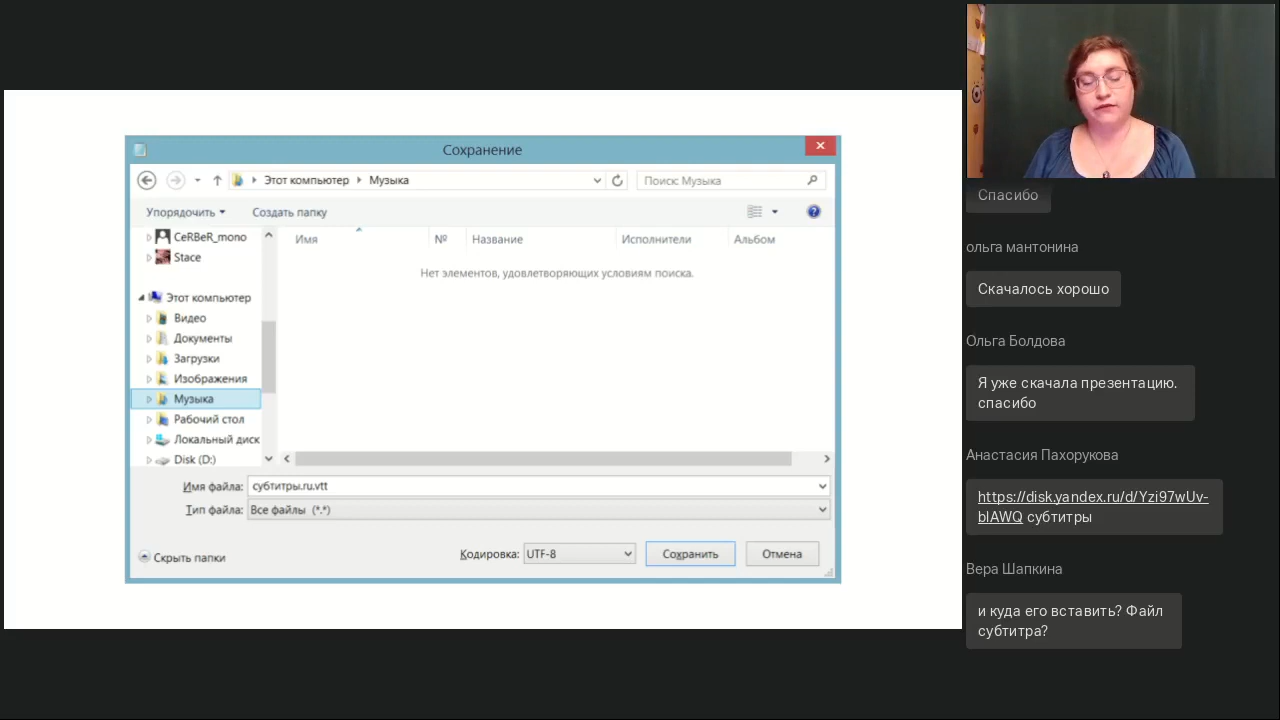 Сохранение
Этот компьютер Музыка
Поиск: Музыка
Упорядочить Создать папку
CeRBeR_mono
Stace
Этот компьютер
Видео
Документы
Загрузки
Изображения
Музыка
Рабочий стол
Локальный диск
Disk (D:)
Имя № Название Исполнители Альбом
Нет элементов, удовлетворяющих условиям поиска.
Имя файла: субтитры.ru.vtt
Тип файла: Все файлы (*.*)
Скрыть папки
Кодировка: UTF-8 Сохранить Отмена
Спасибо
ольга мантонина
Скачалось хорошо
Ольга Болдова
Я уже скачала презентацию.
спасибо
Анастасия Пахорукова
https://disk.yandex.ru/d/Yzi97wUv-
blAWQ субтитры
Вера Шапкина
и куда его вставить? Файл
субтитра?